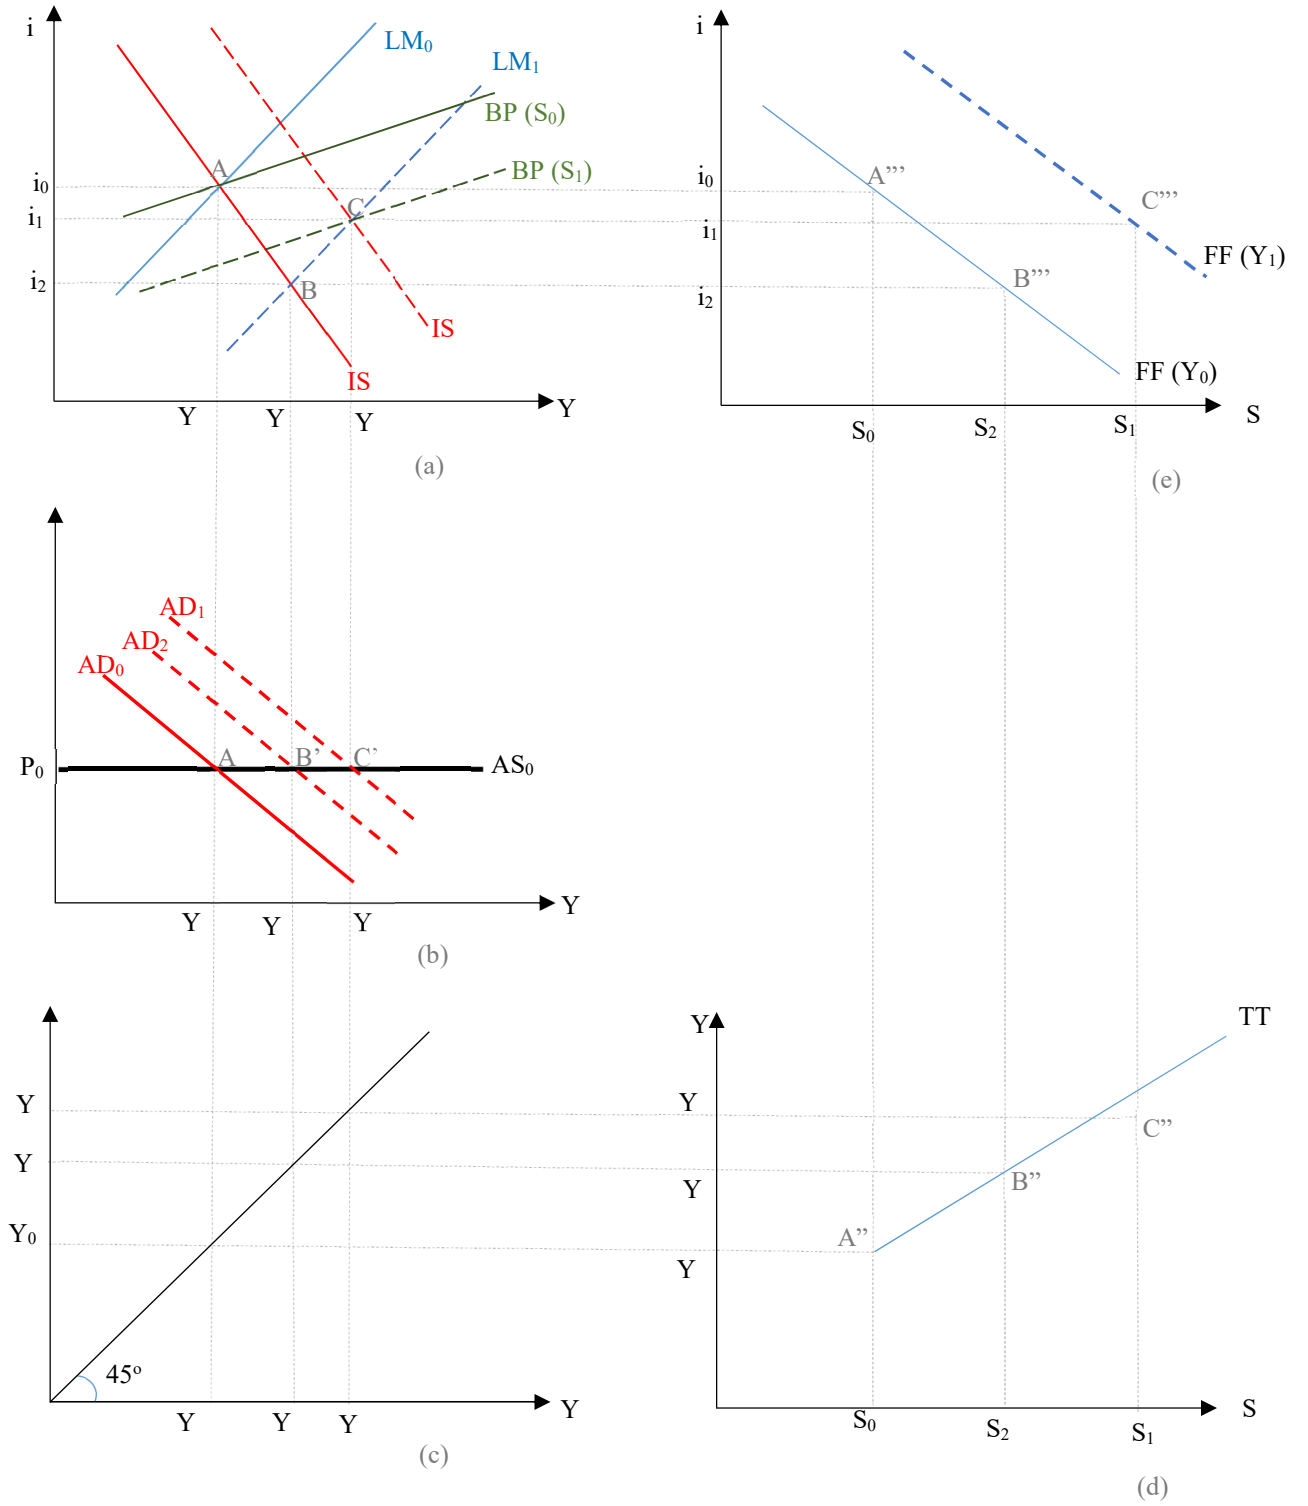 i
LM₀
LM₁
BP (S₀)
BP (S₁)
A
i₀
C
i₁
i₂
B
IS
IS
Y
Y
Y
Y
(a)
i
i₀
A’’’
C’’’’
i₁
FF (Y₁)
B’’’
i₂
FF (Y₀)
S₀
S₂
S₁
S
(e)
AD₁
AD₂
AD₀
A
B’
C’
P₀
AS₀
Y
Y
Y
Y
(b)
Y
Y
Y₀
45º
Y
Y
Y
Y
(c)
Y
TT
Y
C’’
Y
B’’
A’’
Y
S₀
S₂
S₁
S
(d)